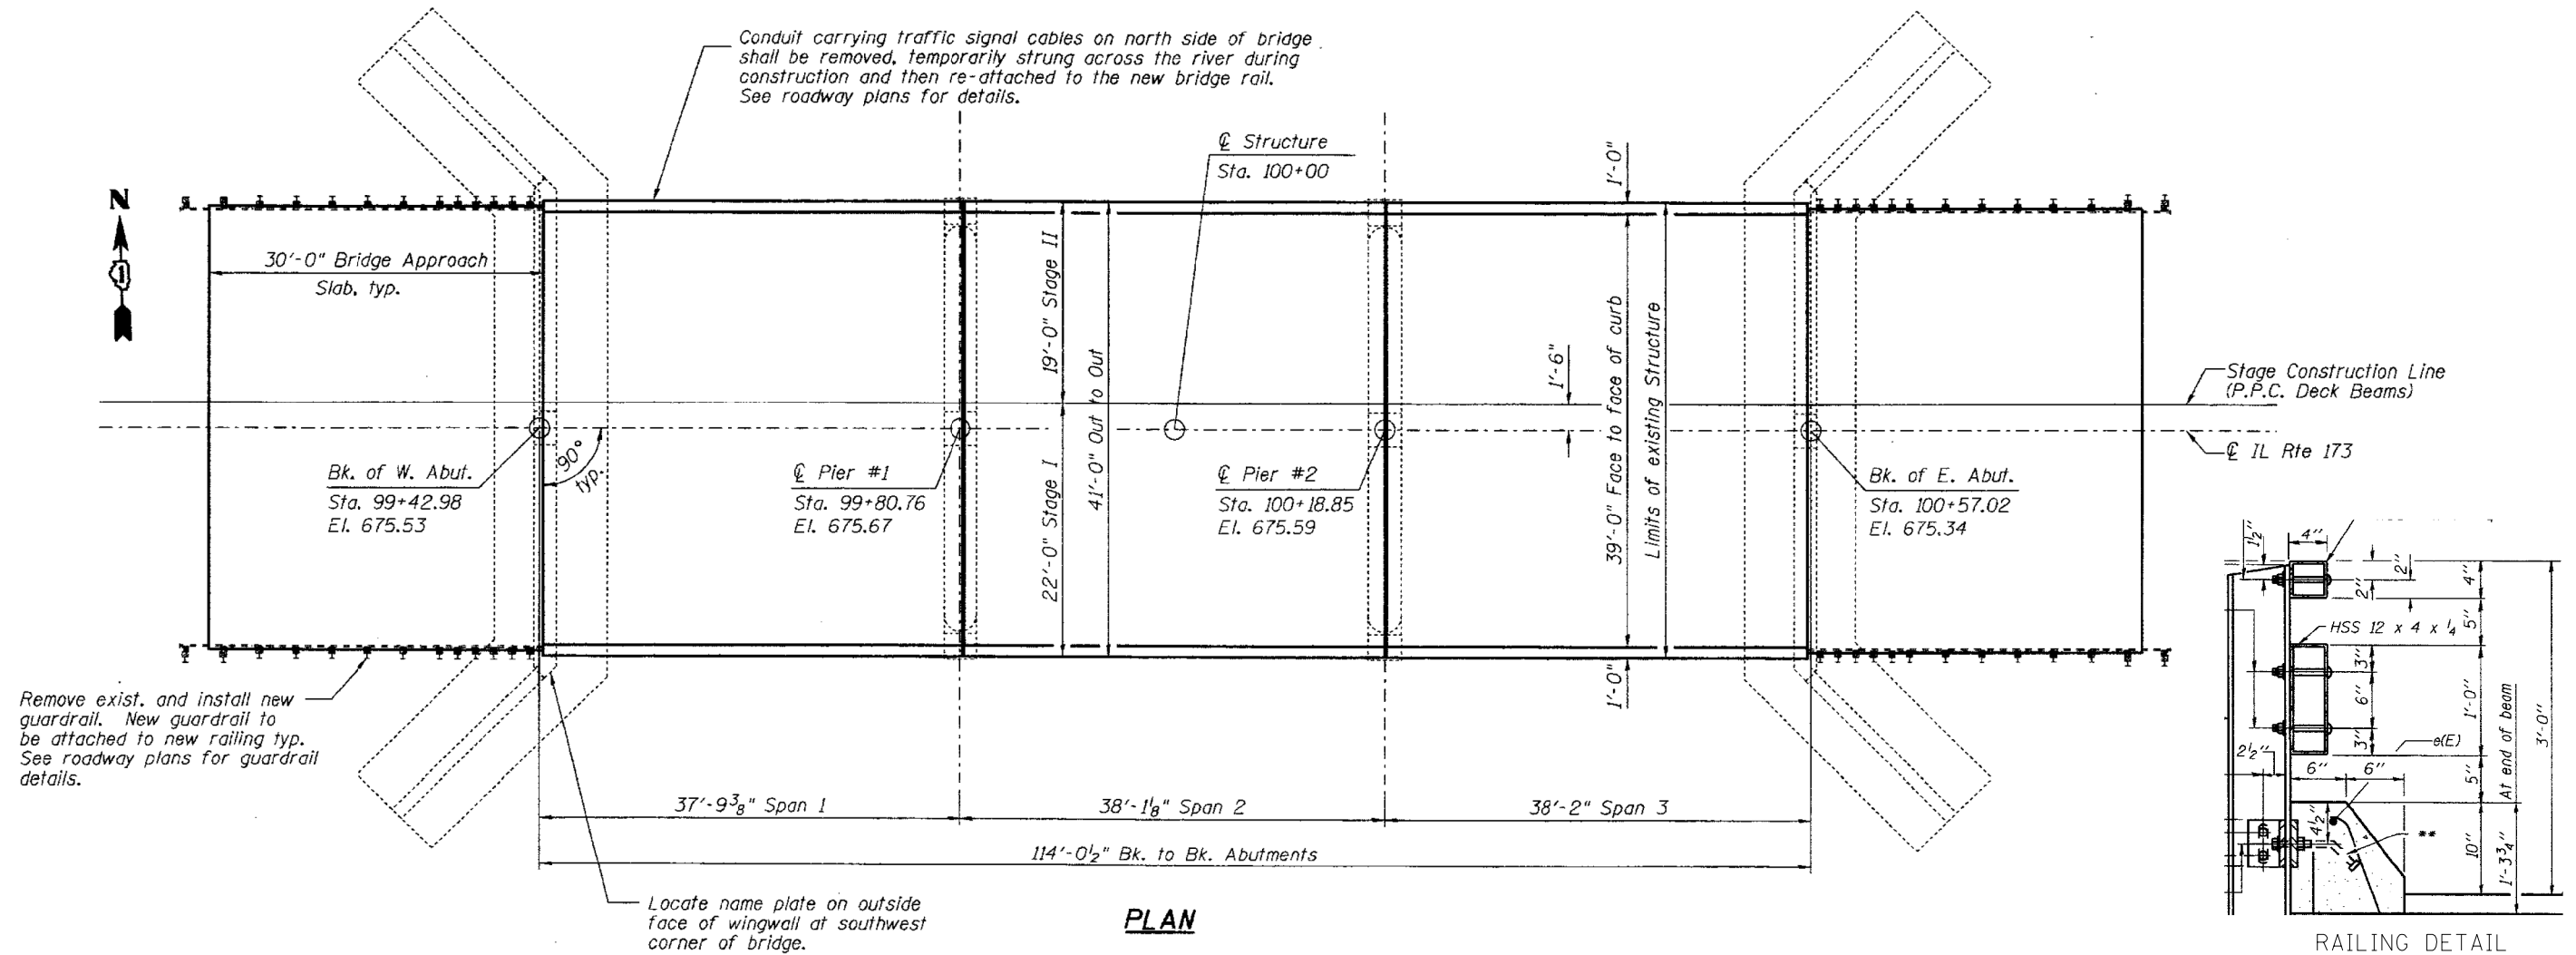 Conduit carrying traffic signal cables on north side of bridge
shall be removed, temporarily strung across the river during
construction and then re-attached to the new bridge rail.
See roadway plans for details.
℄ Structure
Sta. 100+00
1'-0"
N
30'-0" Bridge Approach
Slab, typ.
19'-0" Stage II
41'-0" Out to Out
22'-0" Stage I
1'-6"
39'-0" Face to face of curb
Limits of existing Structure
Stage Construction Line
(P.P.C. Deck Beams)
℄ IL Rte 173
90°
typ.
Bk. of W. Abut.
Sta. 99+42.98
El. 675.53
℄ Pier #1
Sta. 99+80.76
El. 675.67
℄ Pier #2
Sta. 100+18.85
El. 675.59
Bk. of E. Abut.
Sta. 100+57.02
El. 675.34
1'-0"
Remove exist. and install new
guardrail. New guardrail to
be attached to new railing typ.
See roadway plans for guardrail
details.
37'-9⅜" Span 1
38'-1⅛" Span 2
38'-2" Span 3
114'-0½" Bk. to Bk. Abutments
Locate name plate on outside
face of wingwall at southwest
corner of bridge.
PLAN
1½"
4"
2"
2"
4"
5"
HSS 12 x 4 x ¼
3"
6"
3"
1'-0"
3'-0"
At end of beam
e(E)
2½"
6"
6"
5"
4½"
**
10"
1'-3¾"
RAILING DETAIL